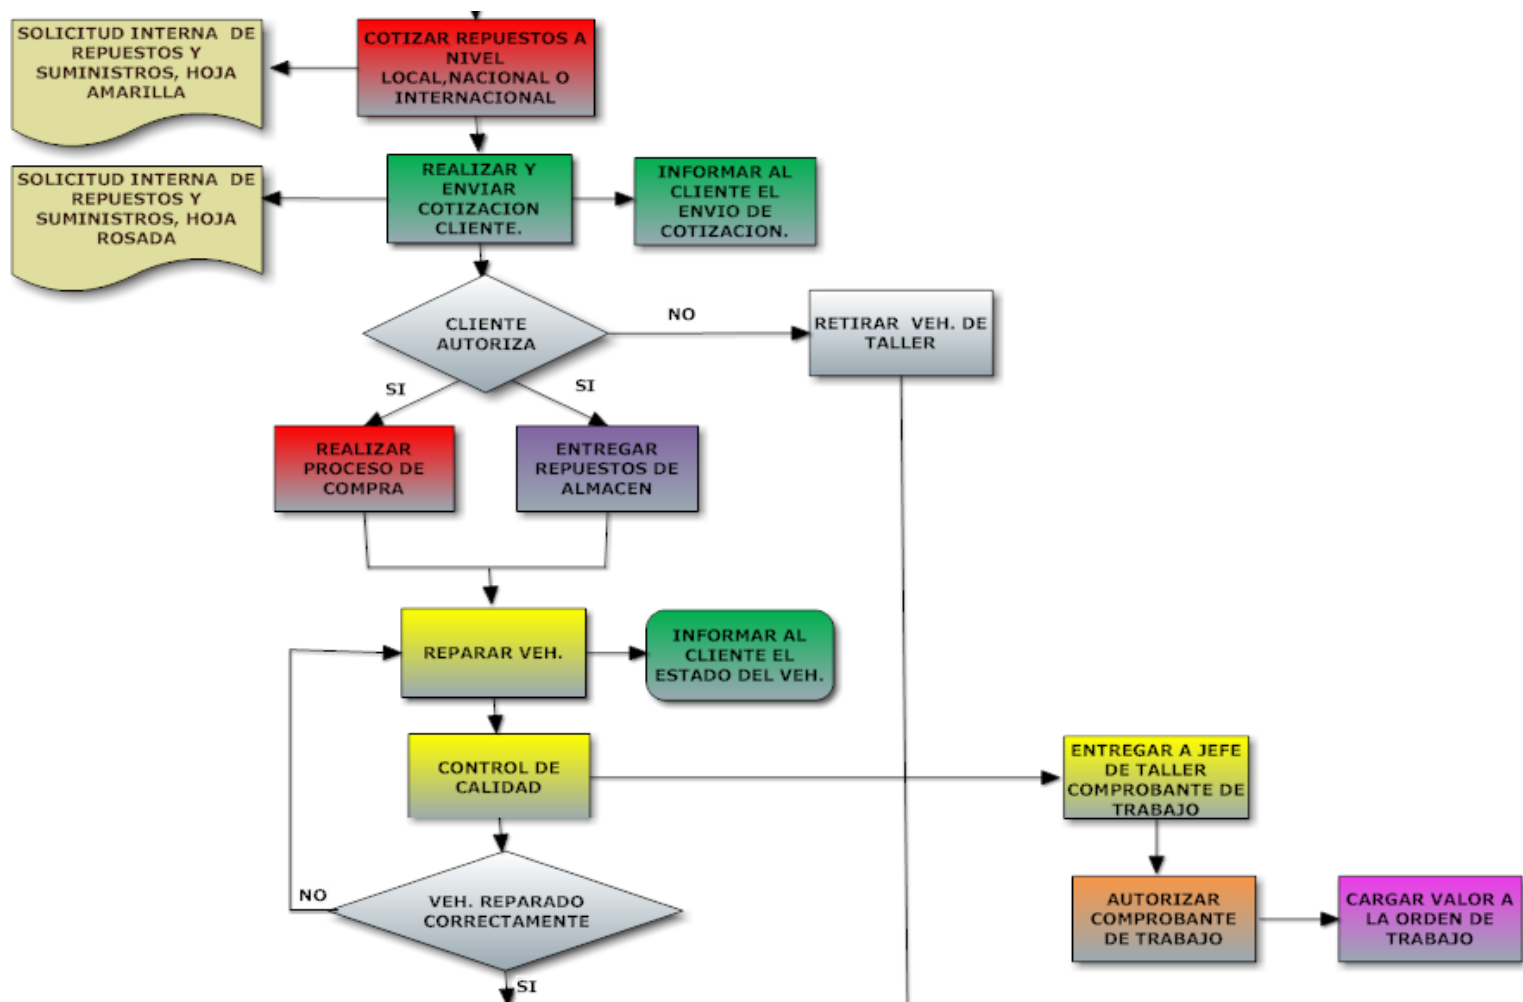 SOLICITUD INTERNA DE
REPUESTOS Y
SUMINISTROS, HOJA
AMARILLA
COTIZAR REPUESTOS A
NIVEL
LOCAL,NACIONAL O
INTERNACIONAL
SOLICITUD INTERNA DE
REPUESTOS Y
SUMINISTROS, HOJA
ROSADA
REALIZAR Y
ENVIAR
COTIZACION
CLIENTE.
INFORMAR AL
CLIENTE EL
ENVIO DE
COTIZACION.
CLIENTE
AUTORIZA
NO
RETIRAR VEH. DE
TALLER
SI
SI
REALIZAR
PROCESO DE
COMPRA
ENTREGAR
REPUESTOS DE
ALMACEN
REPARAR VEH.
INFORMAR AL
CLIENTE EL
ESTADO DEL VEH.
CONTROL DE
CALIDAD
ENTREGAR A JEFE
DE TALLER
COMPROBANTE DE
TRABAJO
NO
VEH. REPARADO
CORRECTAMENTE
AUTORIZAR
COMPROBANTE
DE TRABAJO
CARGAR VALOR A
LA ORDEN DE
TRABAJO
SI